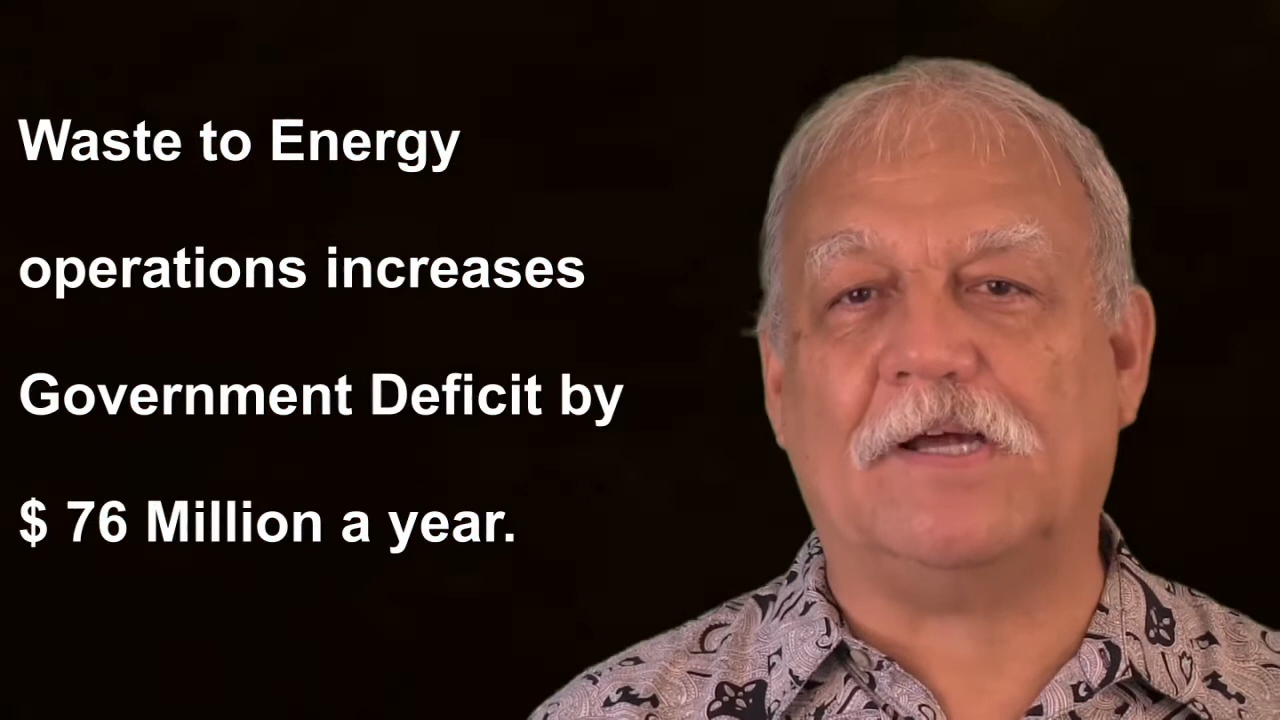 Waste to Energy
operations increases
Government Deficit by
$ 76 Million a year.